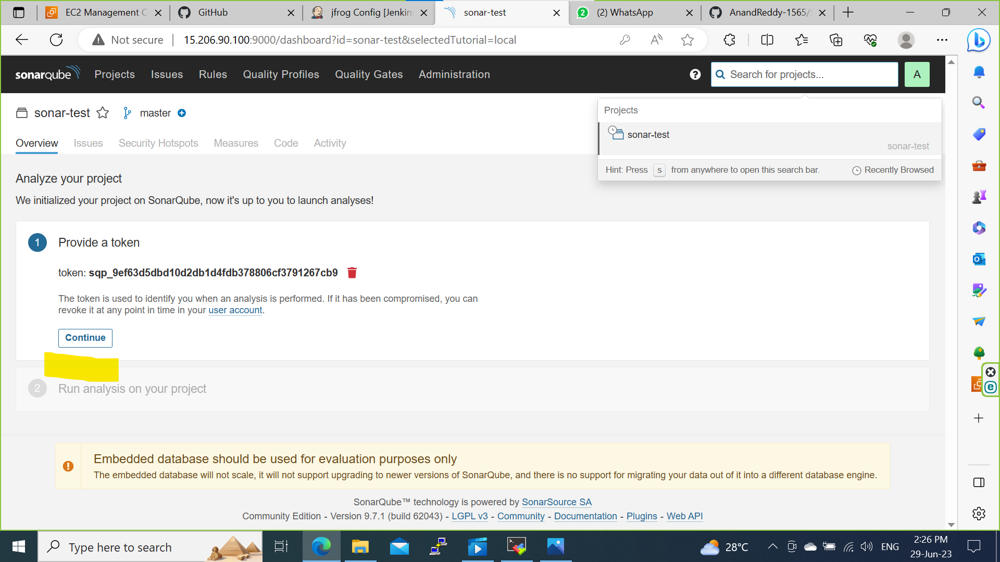 EC2 Management C
GitHub
jfrog Config [Jenkin
sonar-test
(2) WhatsApp
AnandReddy-1565/
Not secure
15.206.90.100:9000/dashboard?id=sonar-test&selectedTutorial=local
sonarqube Projects Issues Rules Quality Profiles Quality Gates Administration
Search for projects...
A
sonar-test master
Projects
sonar-test
sonar-test
Hint: Press s from anywhere to open this search bar. Recently Browsed
Overview Issues Security Hotspots Measures Code Activity
Analyze your project
We initialized your project on SonarQube, now it's up to you to launch analyses!
1 Provide a token
token: sqp_9ef63d5dbd10d2db1d4fdb378806cf3791267cb9
The token is used to identify you when an analysis is performed. If it has been compromised, you can
revoke it at any point in time in your user account.
Continue
2 Run analysis on your project
Embedded database should be used for evaluation purposes only
The embedded database will not scale, it will not support upgrading to newer versions of SonarQube, and there is no support for migrating your data out of it into a different database engine.
SonarQube™ technology is powered by SonarSource SA
Community Edition - Version 9.7.1 (build 62043) - LGPL v3 - Community - Documentation - Plugins - Web API
Type here to search
28°C
ENG
2:26 PM
29-Jun-23